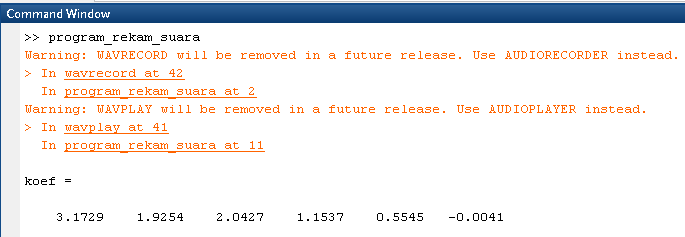 Command Window
>> program_rekam_suara
Warning: WAVRECORD will be removed in a future release. Use AUDIORECORDER instead.
> In wavrecord at 42
In program_rekam_suara at 2
Warning: WAVPLAY will be removed in a future release. Use AUDIOPLAYER instead.
> In wavplay at 41
In program_rekam_suara at 11
koef =
3.1729 1.9254 2.0427 1.1537 0.5545 -0.0041